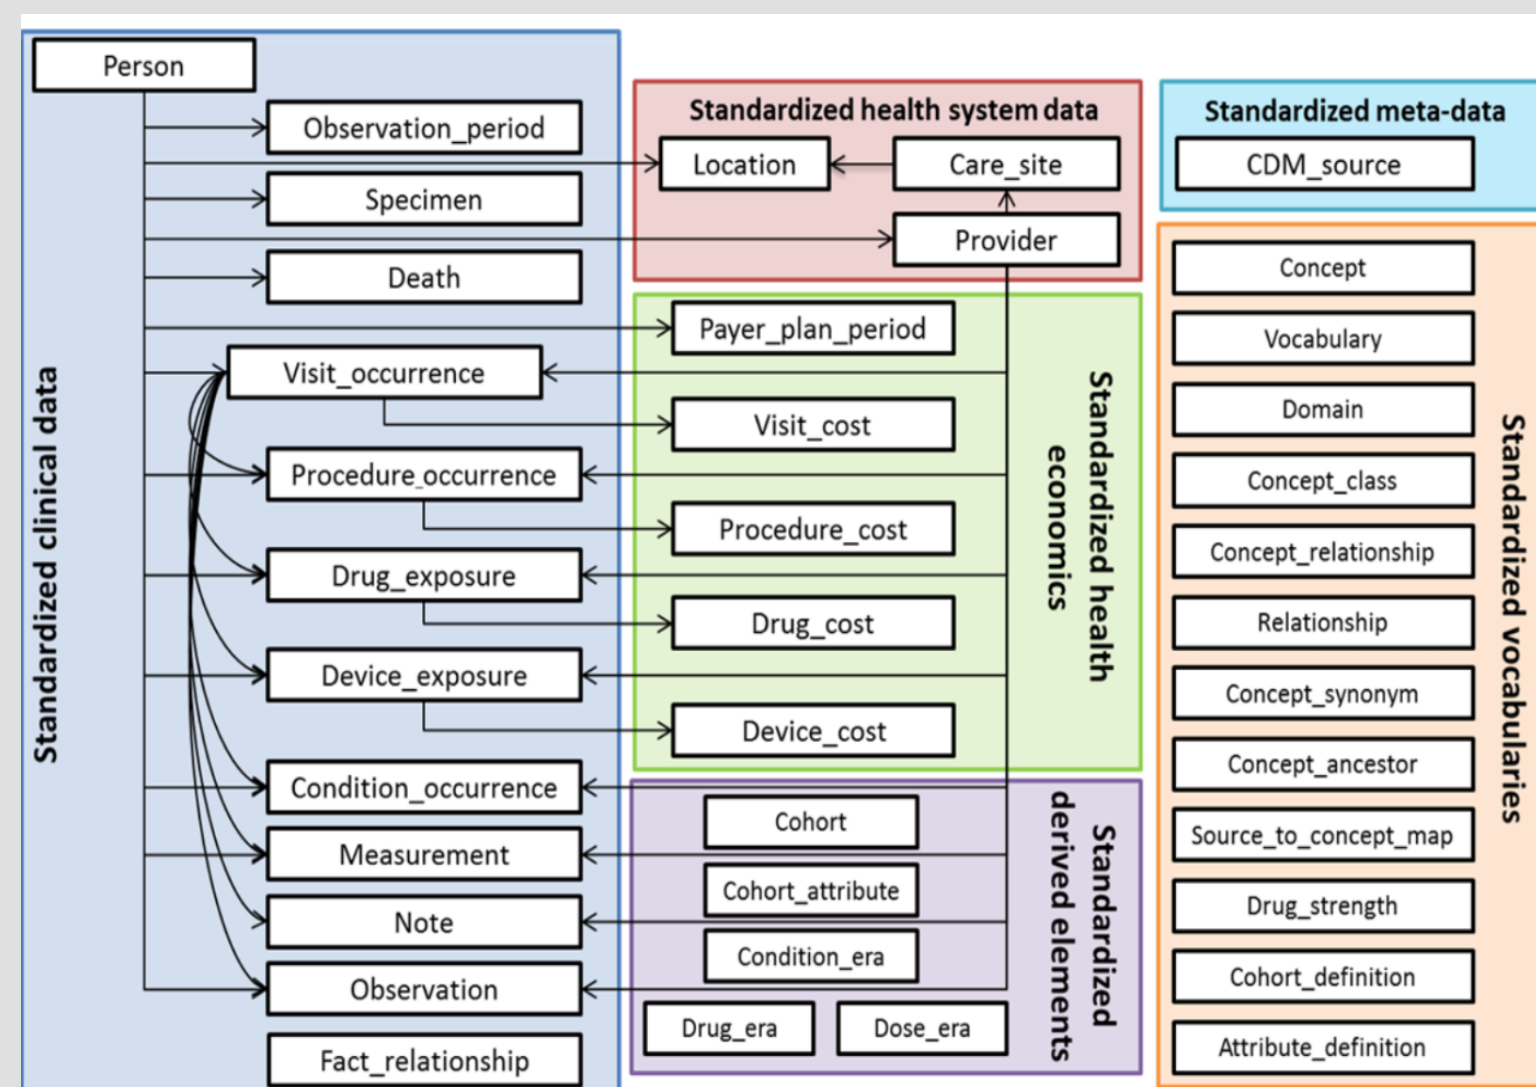 Standardized clinical data
Person
Observation_period
Specimen
Death
Visit_occurrence
Procedure_occurrence
Drug_exposure
Device_exposure
Condition_occurrence
Measurement
Note
Observation
Fact_relationship
Standardized health system data
Location
Care_site
Provider
Standardized health
economics
Payer_plan_period
Visit_cost
Procedure_cost
Drug_cost
Device_cost
Standardized
derived elements
Cohort
Cohort_attribute
Condition_era
Drug_era
Dose_era
Standardized meta-data
CDM_source
Standardized vocabularies
Concept
Vocabulary
Domain
Concept_class
Concept_relationship
Relationship
Concept_synonym
Concept_ancestor
Source_to_concept_map
Drug_strength
Cohort_definition
Attribute_definition